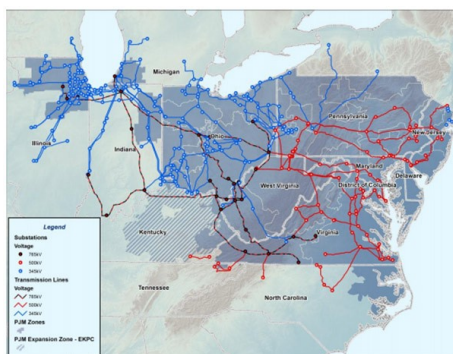 Michigan
Pennsylvania
New Jersey
Ohio
Illinois
Indiana
Maryland
Delaware
West Virginia
District of Columbia
Kentucky
Virginia
Tennessee
North Carolina
Legend
Substations
Voltage
765kV
500kV
345kV
Transmission Lines
Voltage
765kV
500kV
345kV
PJM Zones
PJM Expansion Zone - EKPC